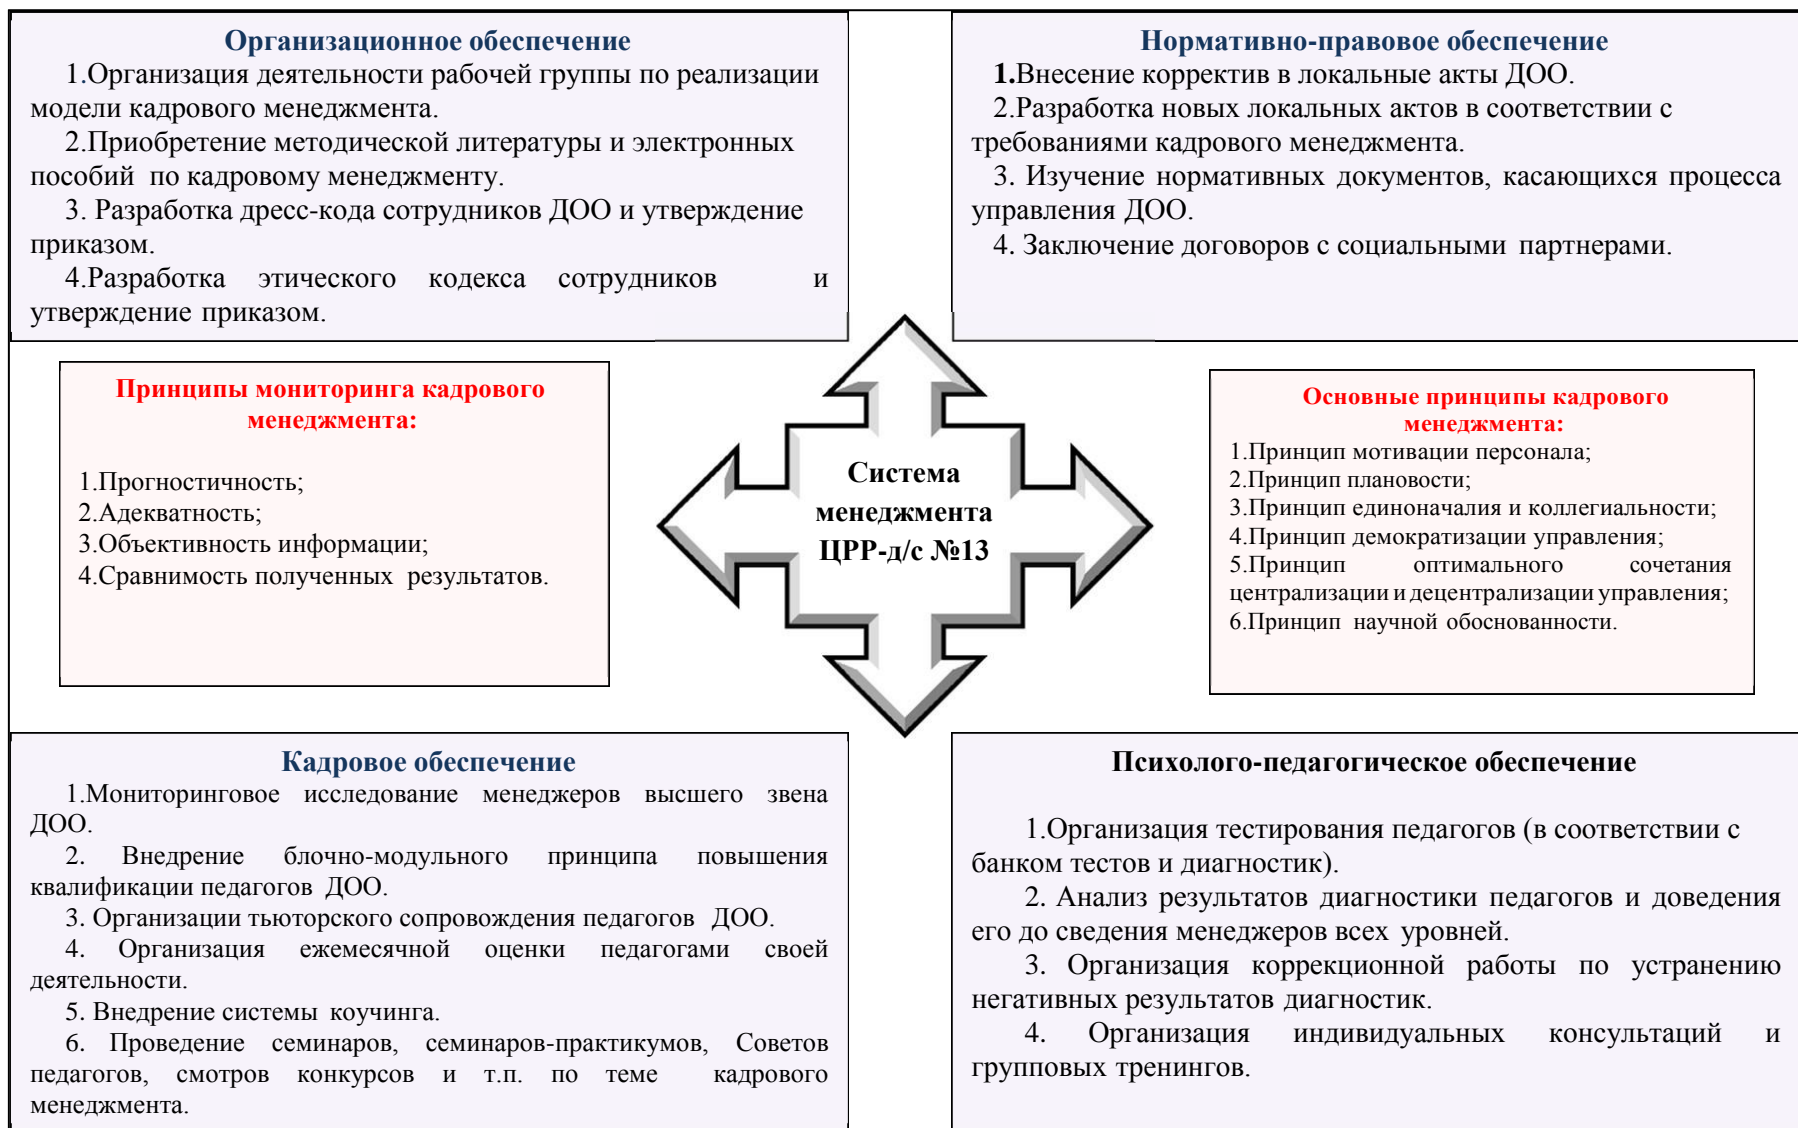 Организационное обеспечение
1.Организация деятельности рабочей группы по реализации
модели кадрового менеджмента.
2.Приобретение методической литературы и электронных
пособий по кадровому менеджменту.
3. Разработка дресс-кода сотрудников ДОО и утверждение
приказом.
4.Разработка этического кодекса сотрудников и
утверждение приказом.
Нормативно-правовое обеспечение
1.Внесение корректив в локальные акты ДОО.
2.Разработка новых локальных актов в соответствии с
требованиями кадрового менеджмента.
3. Изучение нормативных документов, касающихся процесса
управления ДОО.
4. Заключение договоров с социальными партнерами.
Принципы мониторинга кадрового
менеджмента:
1.Прогностичность;
2.Адекватность;
3.Объективность информации;
4.Сравнимость полученных результатов.
Система
менеджмента
ЦРР-д/с №13
Основные принципы кадрового
менеджмента:
1.Принцип мотивации персонала;
2.Принцип плановости;
3.Принцип единоначалия и коллегиальности;
4.Принцип демократизации управления;
5.Принцип оптимального сочетания
централизации и децентрализации управления;
6.Принцип научной обоснованности.
Кадровое обеспечение
1.Мониторинговое исследование менеджеров высшего звена
ДОО.
2. Внедрение блочно-модульного принципа повышения
квалификации педагогов ДОО.
3. Организации тьюторского сопровождения педагогов ДОО.
4. Организация ежемесячной оценки педагогами своей
деятельности.
5. Внедрение системы коучинга.
6. Проведение семинаров, семинаров-практикумов, Советов
педагогов, смотров конкурсов и т.п. по теме кадрового
менеджмента.
Психолого-педагогическое обеспечение
1.Организация тестирования педагогов (в соответствии с
банком тестов и диагностик).
2. Анализ результатов диагностики педагогов и доведения
его до сведения менеджеров всех уровней.
3. Организация коррекционной работы по устранению
негативных результатов диагностик.
4. Организация индивидуальных консультаций и
групповых тренингов.